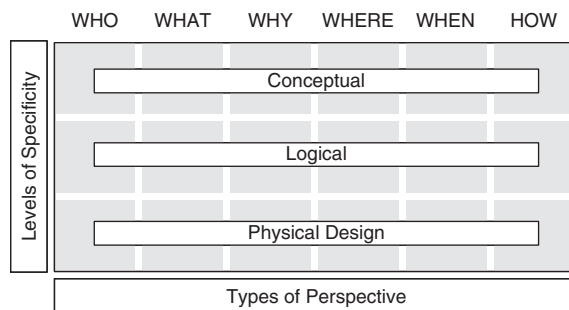 WHO WHAT WHY WHERE WHEN HOW
Levels of Specificity
Conceptual
Logical
Physical Design
Types of Perspective